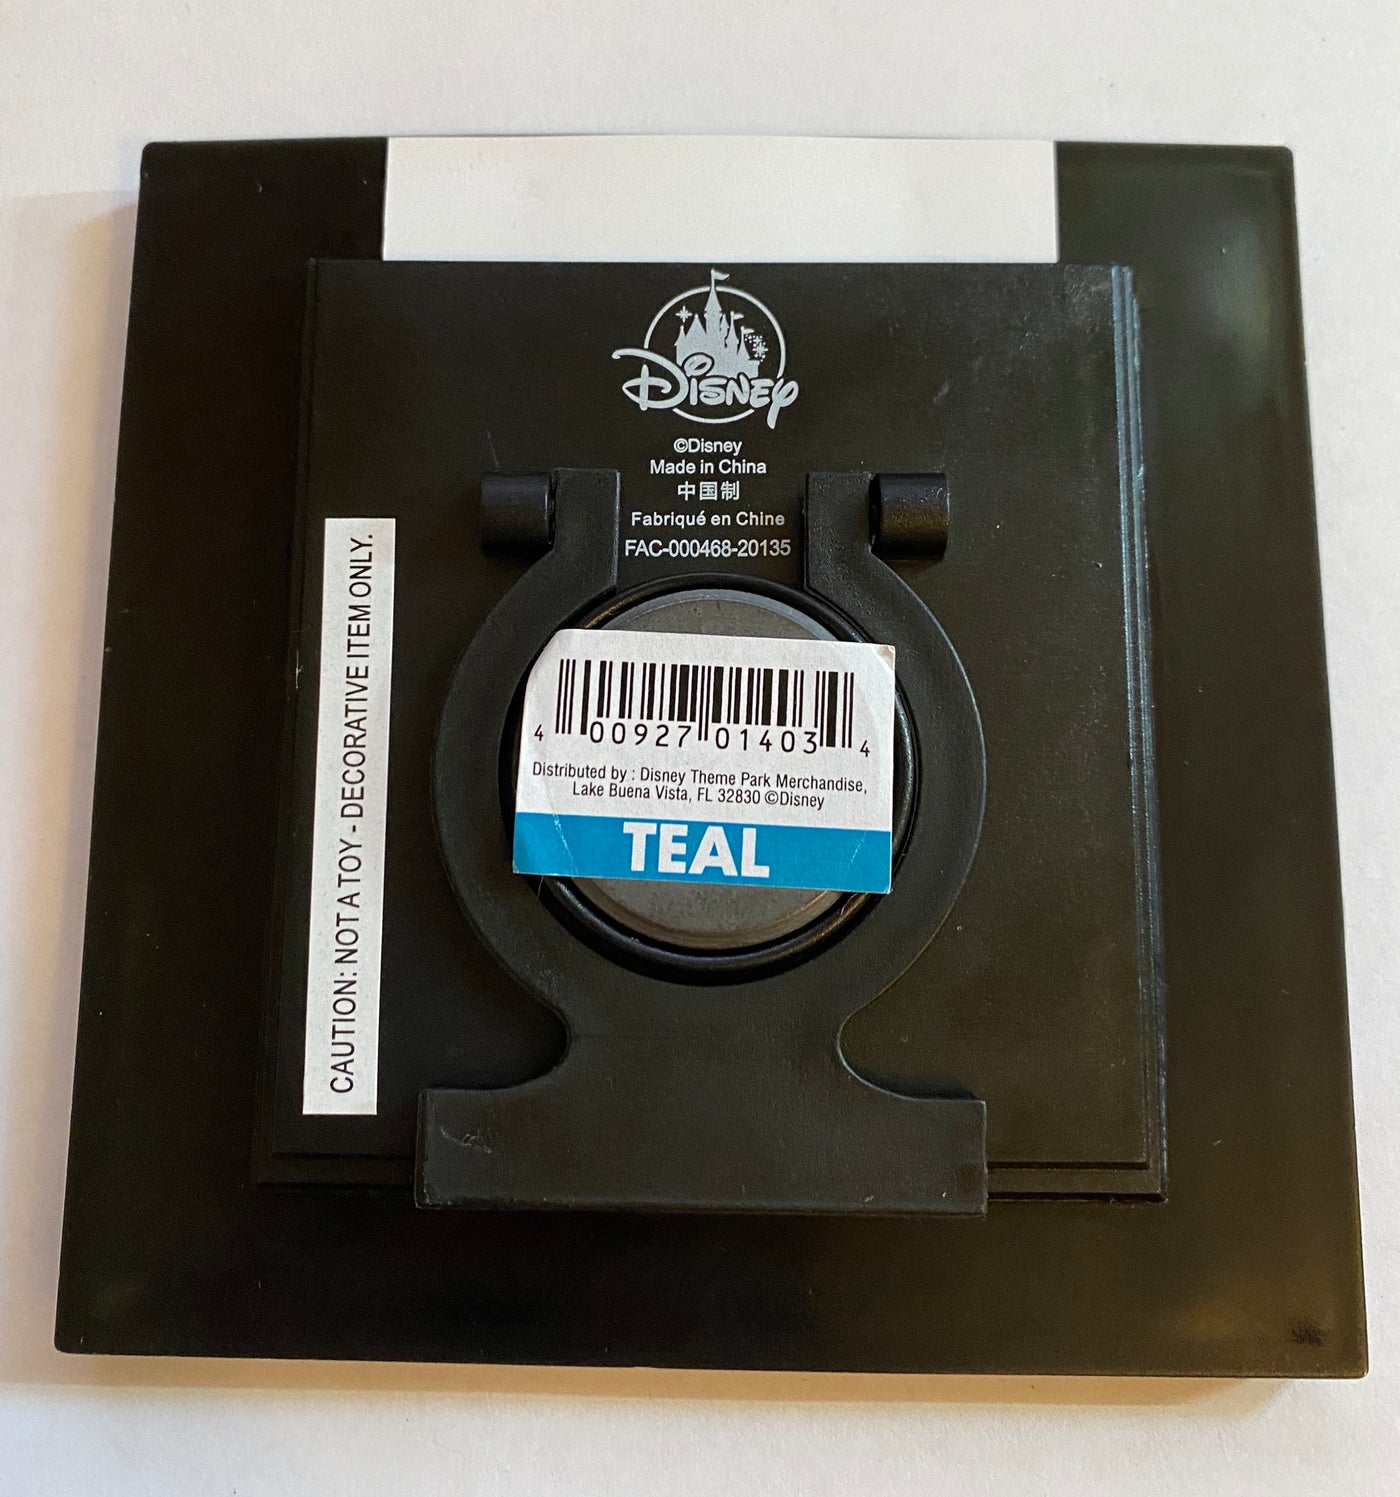 Disney
©Disney
Made in China
中国制
Fabriqué en Chine
FAC-000468-20135
CAUTION: NOT A TOY - DECORATIVE ITEM ONLY.
4 00927 01403 4
Distributed by : Disney Theme Park Merchandise,
Lake Buena Vista, FL 32830 ©Disney
TEAL